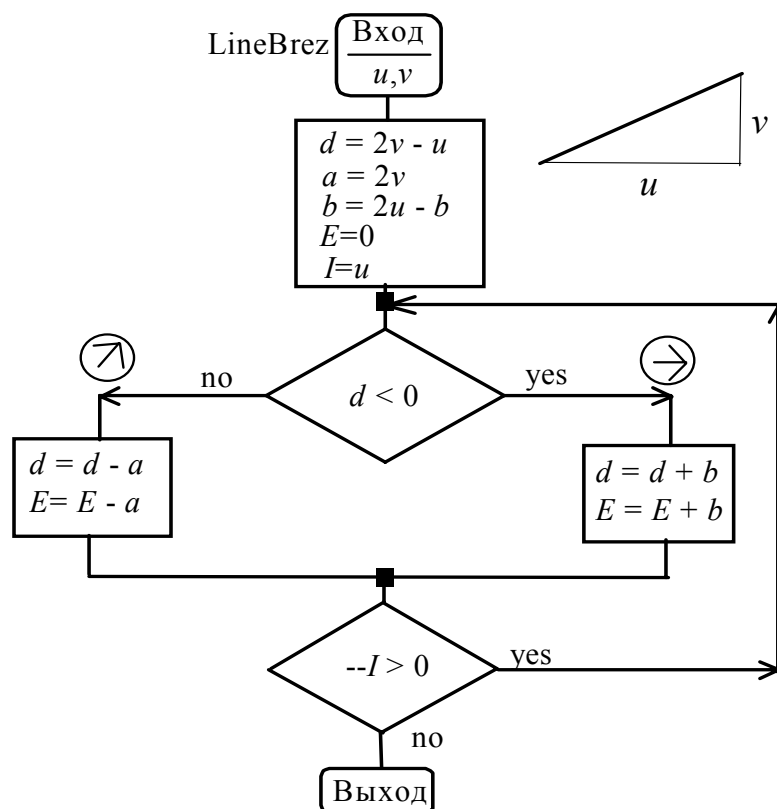 LineBrez
Вход
u,v
d = 2v - u
a = 2v
b = 2u - b
E=0
I=u
v
u
no
d < 0
yes
d = d - a
E= E - a
d = d + b
E = E + b
--I > 0
yes
no
Выход